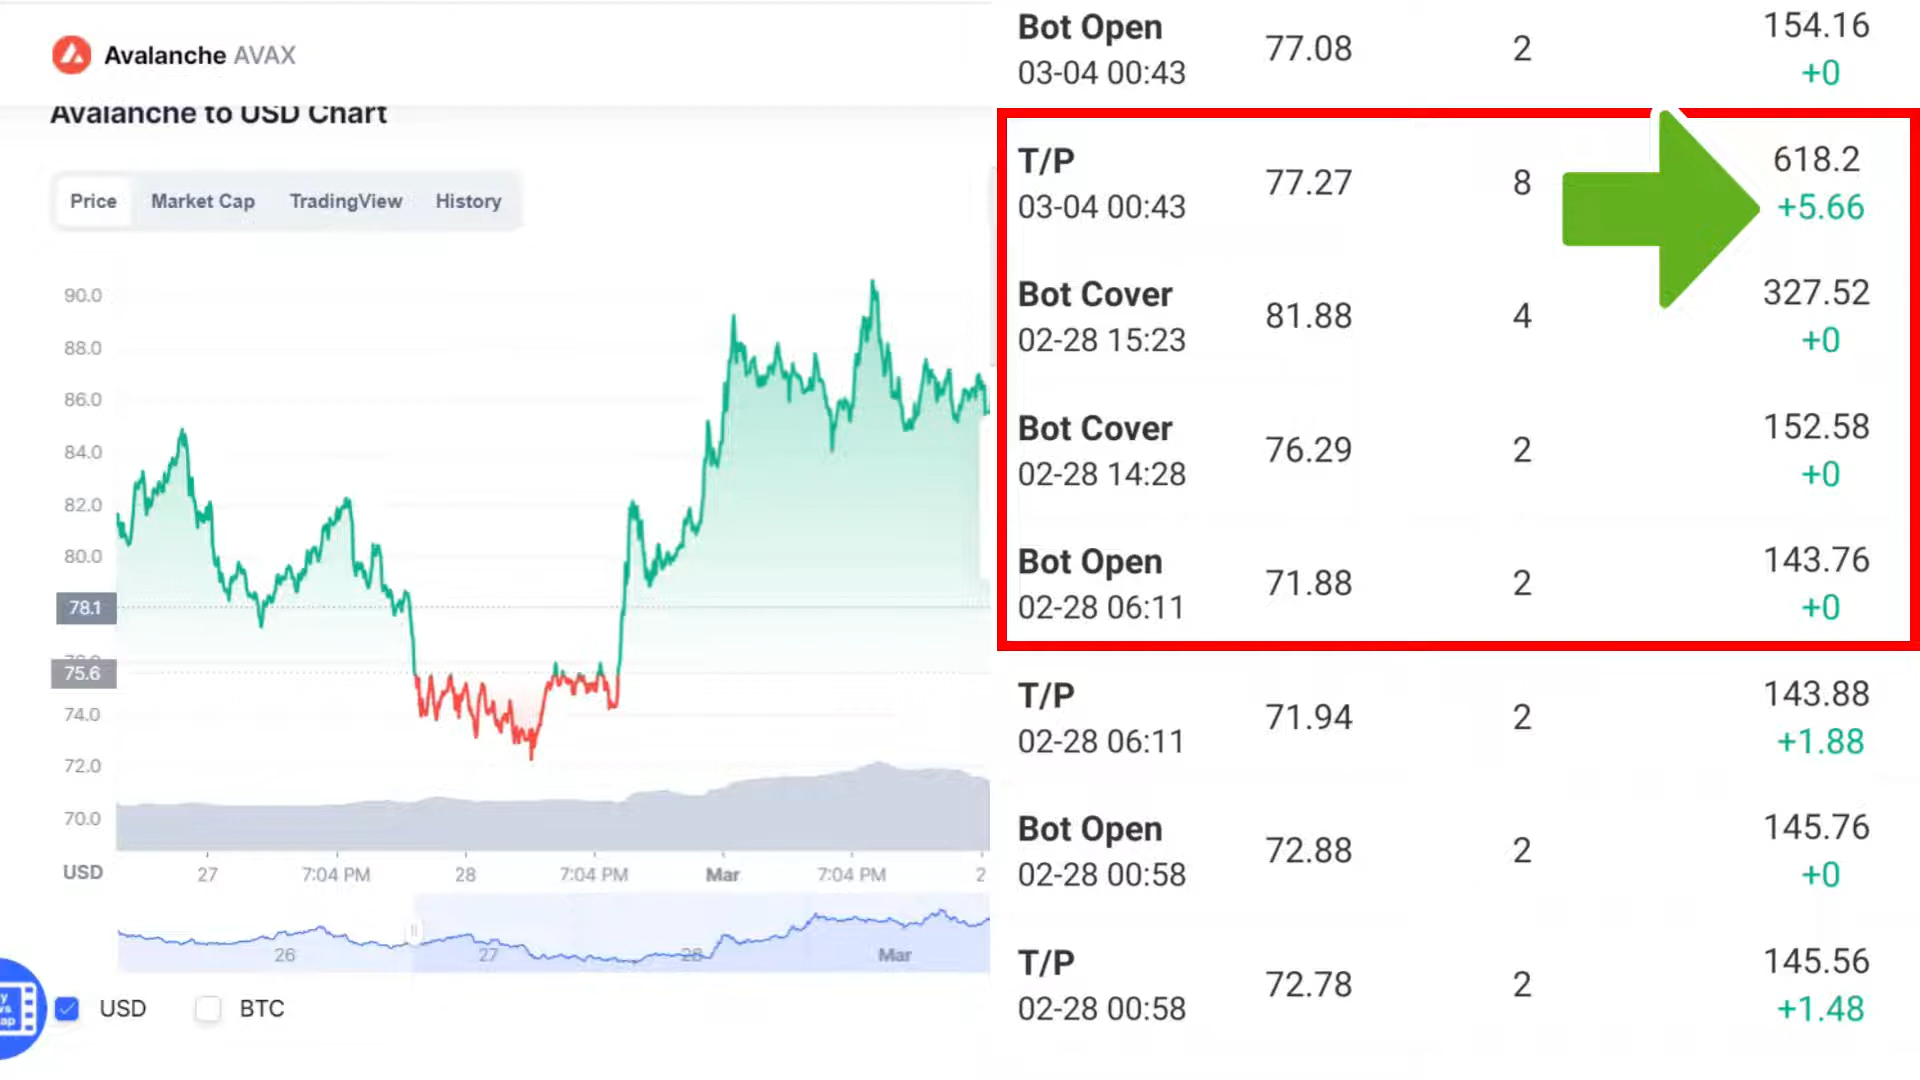 Avalanche AVAX
Avalanche to USD Chart
Price Market Cap TradingView History
90.0
88.0
86.0
84.0
82.0
80.0
78.1
75.6
74.0
72.0
70.0
USD 27 7:04 PM 28 7:04 PM Mar 7:04 PM 2
26 27 28 Mar
USD BTC
Bot Open 77.08 2 154.16
03-04 00:43 +0
T/P 77.27 8 618.2
03-04 00:43 +5.66
Bot Cover 81.88 4 327.52
02-28 15:23 +0
Bot Cover 76.29 2 152.58
02-28 14:28 +0
Bot Open 71.88 2 143.76
02-28 06:11 +0
T/P 71.94 2 143.88
02-28 06:11 +1.88
Bot Open 72.88 2 145.76
02-28 00:58 +0
T/P 72.78 2 145.56
02-28 00:58 +1.48